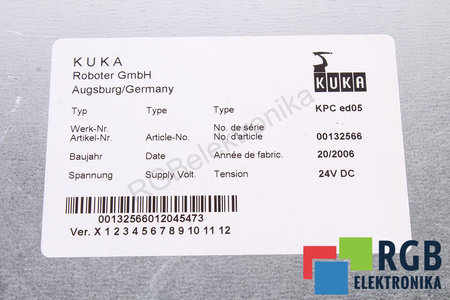 KUKA
Roboter GmbH
Augsburg/Germany
KUKA
Typ Type Type KPC ed05
Werk-Nr. No. de série
Artikel-Nr. Article-No. No. d'article 00132566
Baujahr Date Année de fabric. 20/2006
Spannung Supply Volt. Tension 24V DC
00132566012045473
Ver. X 1 2 3 4 5 6 7 8 9 10 11 12
RGBelektronika
RGB
ELEKTRONIKA